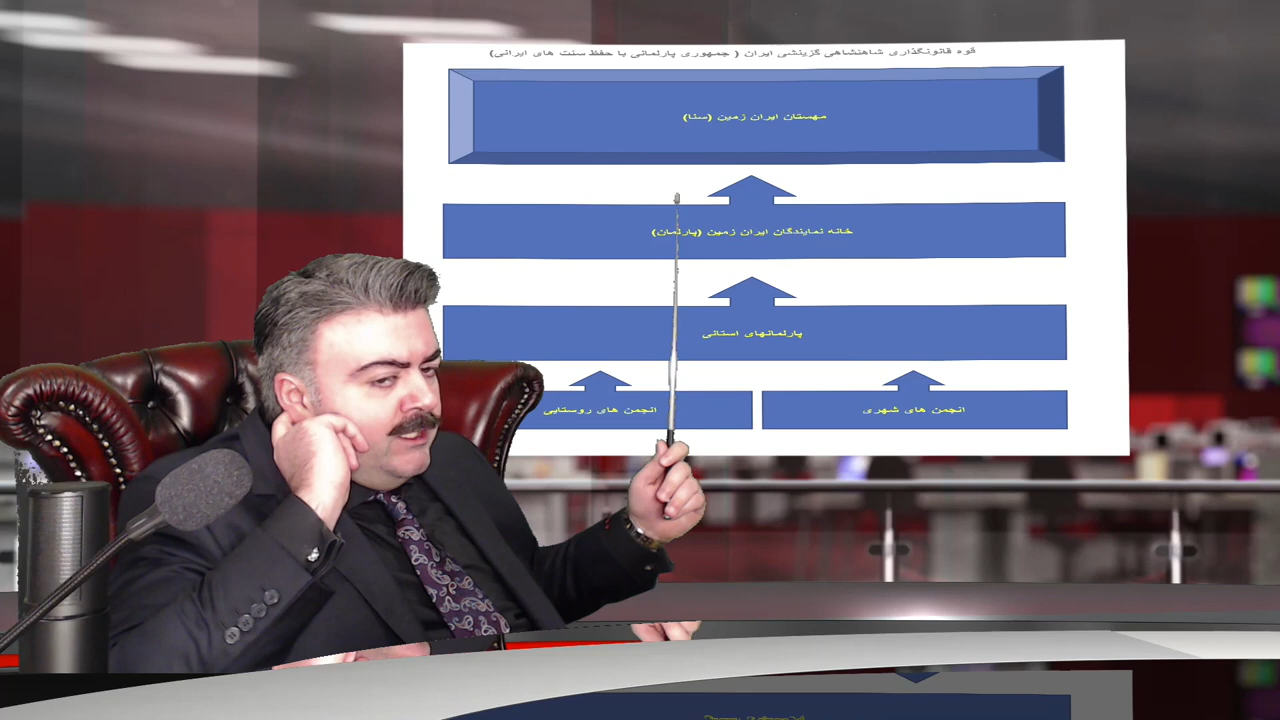 قوه قانونگذاری شاهنشاهی گزینشی ایران ( جمهوری پارلمانی با حفظ سنت های ایرانی)
مهستان ایران زمین (سنا)
خانه نمایندگان ایران زمین (پارلمان)
پارلمانهای استانی
انجمن های شهری
انجمن های روستایی